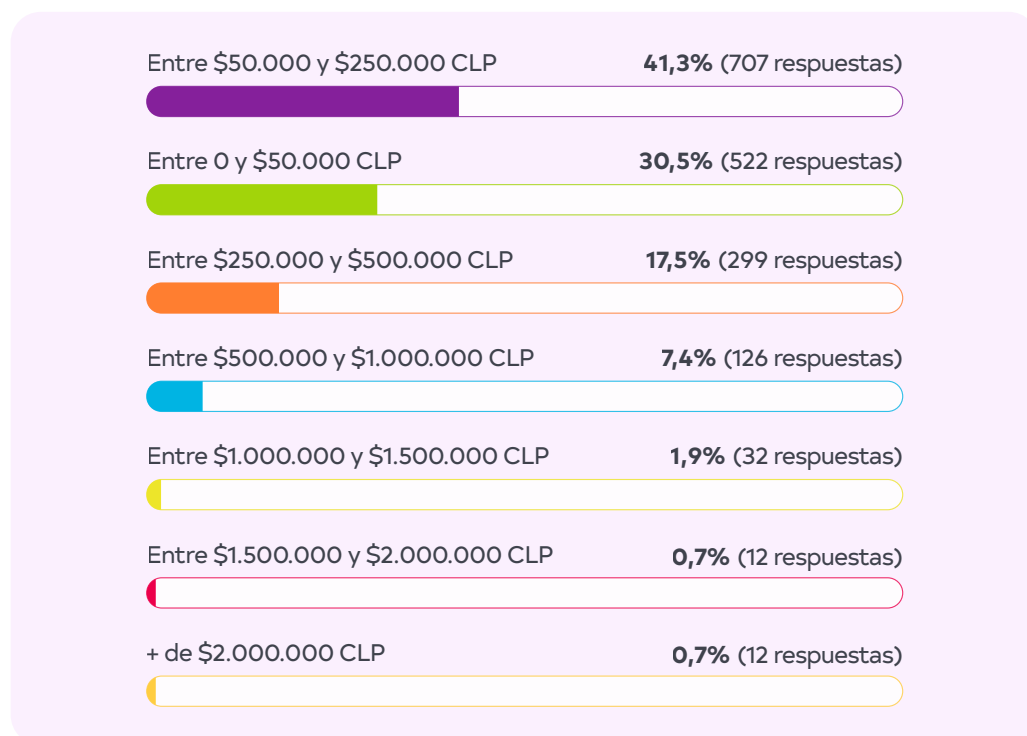 Entre $50.000 y $250.000 CLP 41,3% (707 respuestas)
Entre 0 y $50.000 CLP 30,5% (522 respuestas)
Entre $250.000 y $500.000 CLP 17,5% (299 respuestas)
Entre $500.000 y $1.000.000 CLP 7,4% (126 respuestas)
Entre $1.000.000 y $1.500.000 CLP 1,9% (32 respuestas)
Entre $1.500.000 y $2.000.000 CLP 0,7% (12 respuestas)
+ de $2.000.000 CLP 0,7% (12 respuestas)